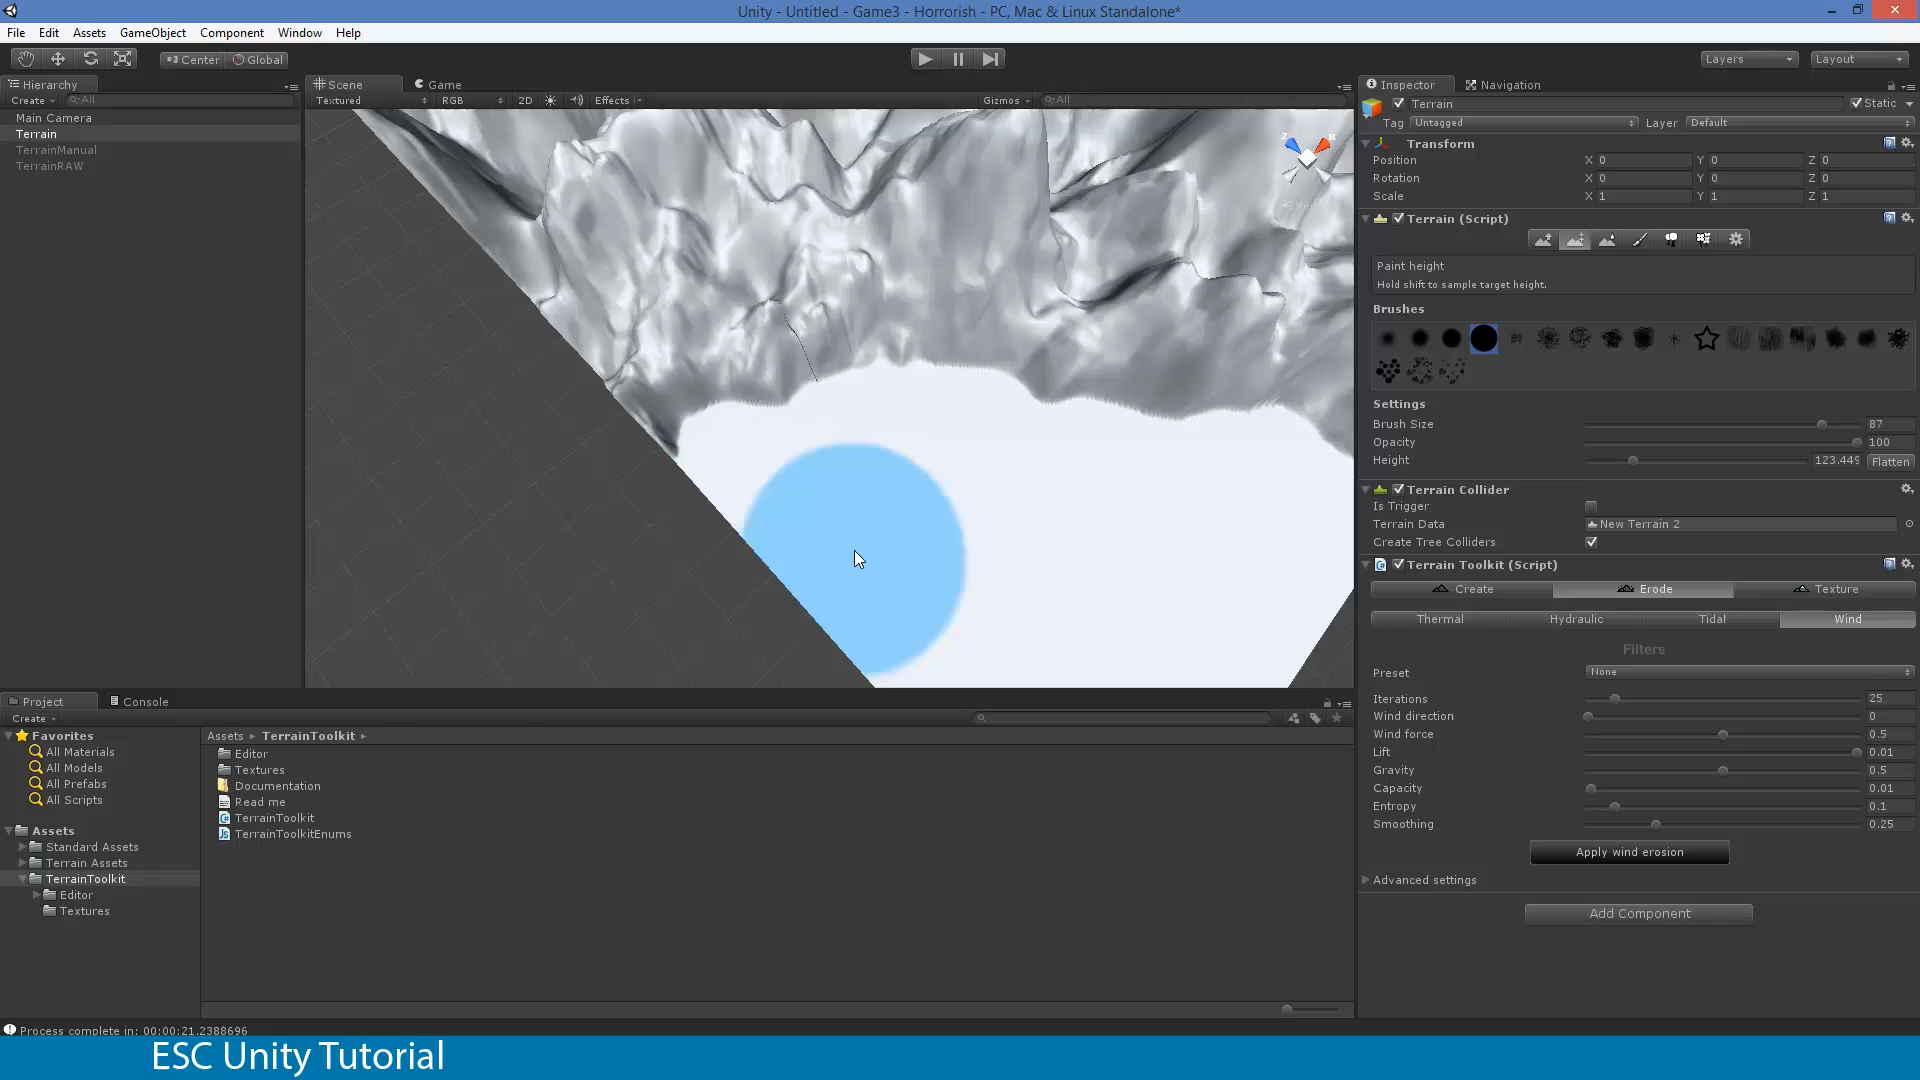 Unity - Untitled - Game3 - Horrorish - PC, Mac & Linux Standalone*
File Edit Assets GameObject Component Window Help
Center Global
Layers Layout
Hierarchy
Create All
Main Camera
Terrain
TerrainManual
TerrainRAW
Scene Game
Textured RGB 2D Effects Gizmos All
Inspector Navigation
Terrain Static
Tag Untagged Layer Default
Transform
Position X 0 Y 0 Z 0
Rotation X 0 Y 0 Z 0
Scale X 1 Y 1 Z 1
Terrain (Script)
Paint height
Hold shift to sample target height.
Brushes
Settings
Brush Size 87
Opacity 100
Height 123.449 Flatten
Terrain Collider
Is Trigger
Terrain Data New Terrain 2
Create Tree Colliders
Terrain Toolkit (Script)
Create Erode Texture
Thermal Hydraulic Tidal Wind
Filters
Preset None
Iterations 25
Wind direction 0
Wind force 0.5
Lift 0.01
Gravity 0.5
Capacity 0.01
Entropy 0.1
Smoothing 0.25
Apply wind erosion
Advanced settings
Add Component
Project Console
Create
Favorites
All Materials
All Models
All Prefabs
All Scripts
Assets
Standard Assets
Terrain Assets
TerrainToolkit
Editor
Textures
Assets TerrainToolkit
Editor
Textures
Documentation
Read me
TerrainToolkit
TerrainToolkitEnums
Process complete in: 00:00:21.2388696
ESC Unity Tutorial